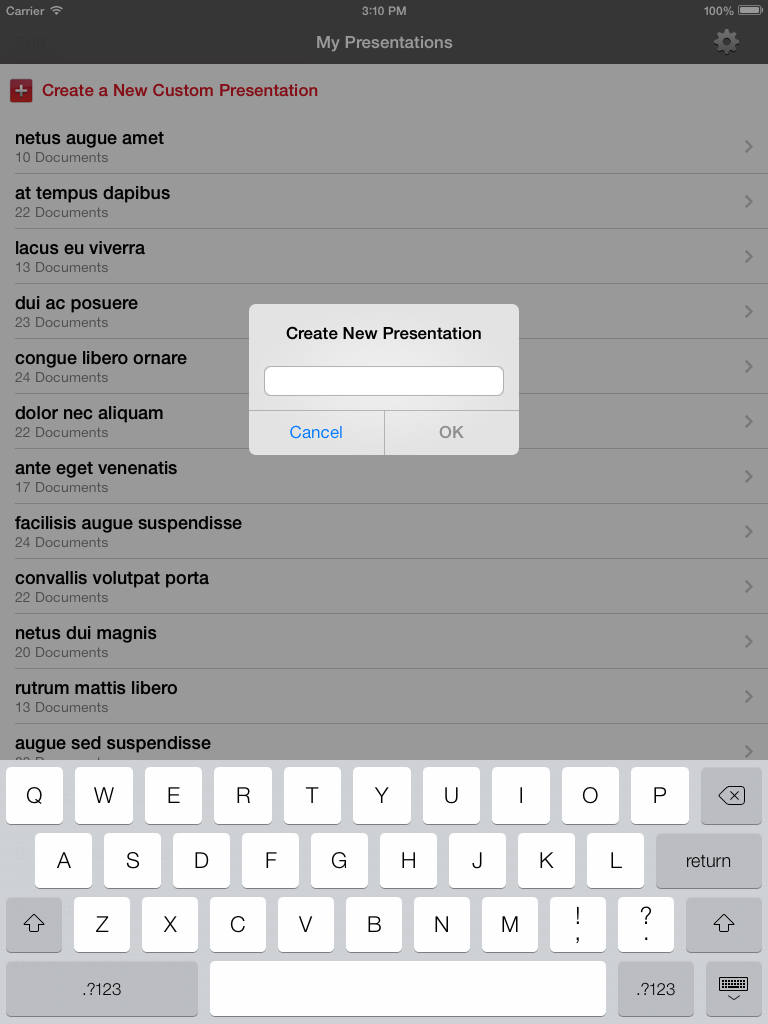 Carrier 3:10 PM 100%
My Presentations
Create a New Custom Presentation
netus augue amet
10 Documents
at tempus dapibus
22 Documents
lacus eu viverra
13 Documents
dui ac posuere
23 Documents
congue libero ornare
24 Documents
dolor nec aliquam
22 Documents
ante eget venenatis
17 Documents
facilisis augue suspendisse
24 Documents
convallis volutpat porta
22 Documents
netus dui magnis
20 Documents
rutrum mattis libero
13 Documents
augue sed suspendisse
Create New Presentation
Cancel OK
Q W E R T Y U I O P
A S D F G H J K L return
Z X C V B N M ! , ? .
.?123 .?123